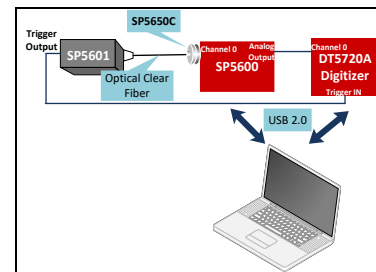 SP5650C
Trigger
Output
SP5601
Channel 0
Analog
Output
SP5600
Channel 0
DT5720A
Digitizer
Trigger IN
Optical Clear
Fiber
USB 2.0